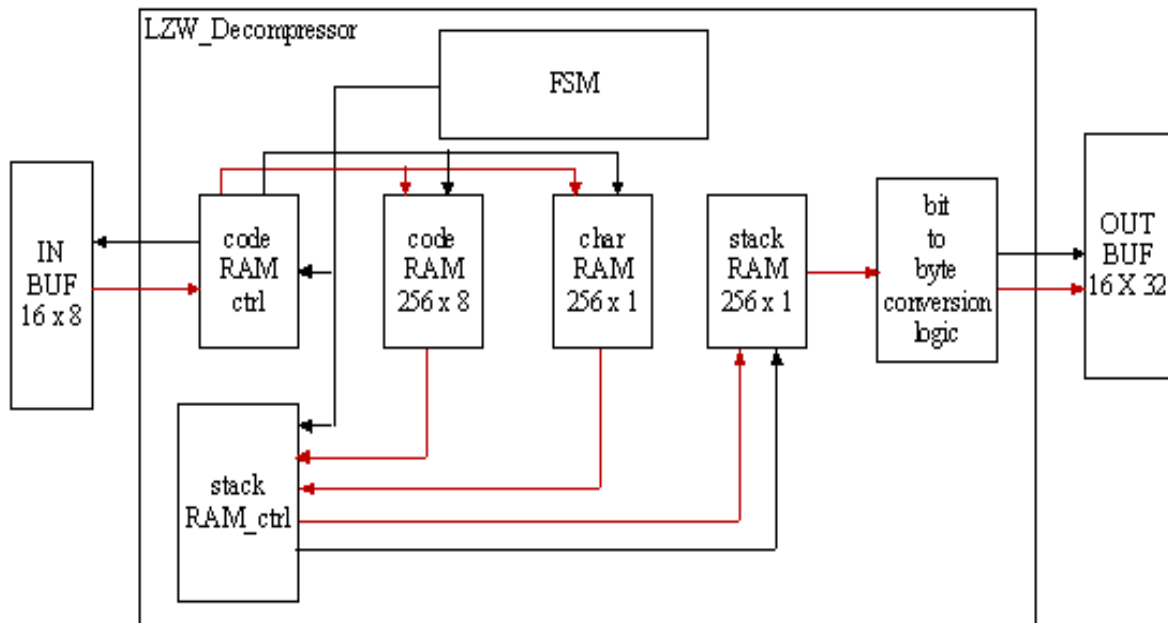 LZW_Decompressor
FSM
IN
BUF
16 x 8
code
RAM
ctrl
code
RAM
256 x 8
char
RAM
256 x 1
stack
RAM
256 x 1
bit
to
byte
conversion
logic
OUT
BUF
16 X 32
stack
RAM_ctrl